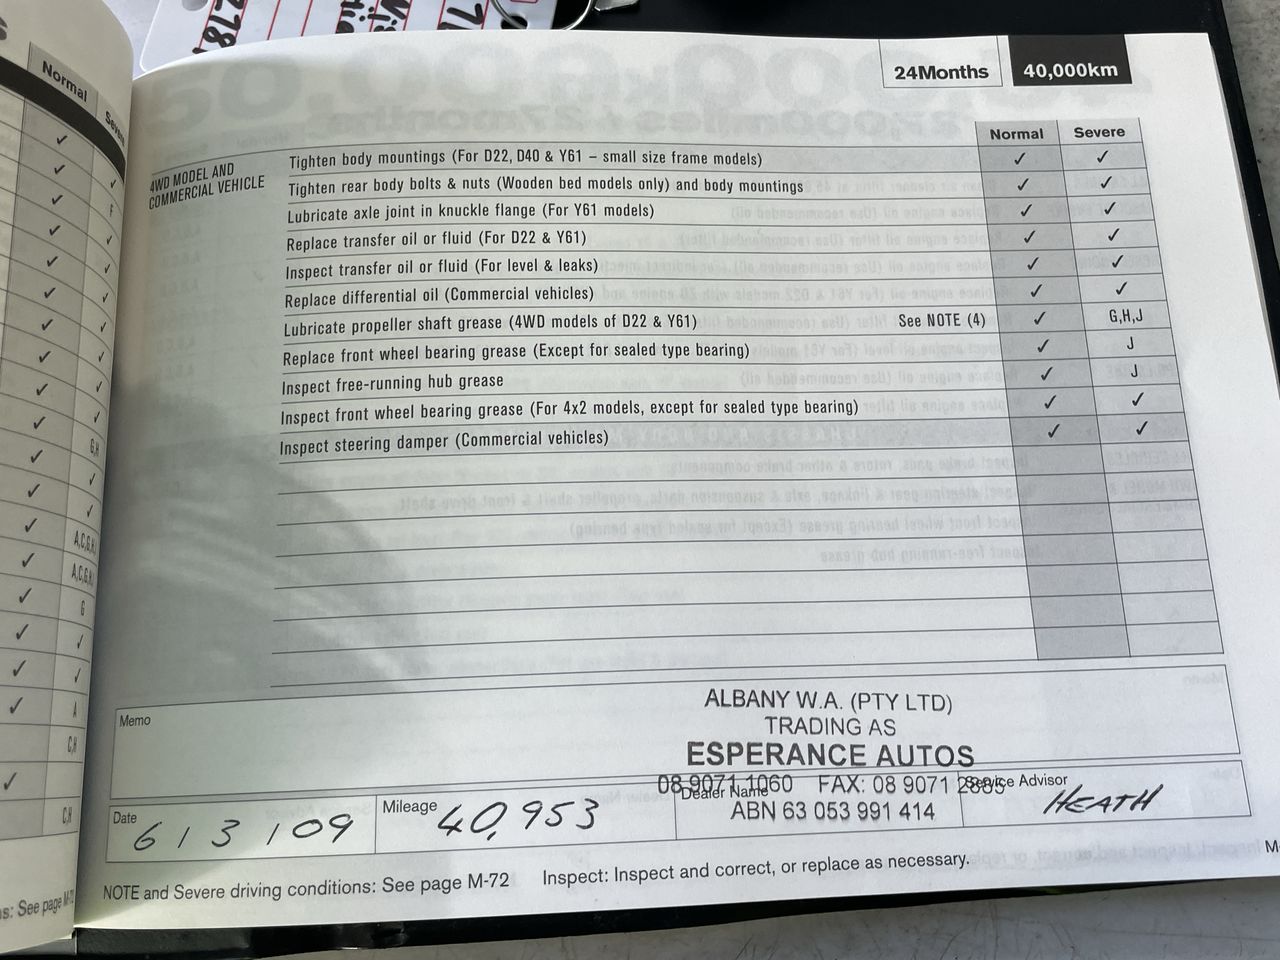 24Months 40,000km
Normal Severe
4WD MODEL AND
COMMERCIAL VEHICLE
Tighten body mountings (For D22, D40 & Y61 – small size frame models) ✓ ✓
Tighten rear body bolts & nuts (Wooden bed models only) and body mountings ✓ ✓
Lubricate axle joint in knuckle flange (For Y61 models) ✓ ✓
Replace transfer oil or fluid (For D22 & Y61) ✓ ✓
Inspect transfer oil or fluid (For level & leaks) ✓ ✓
Replace differential oil (Commercial vehicles) ✓ ✓
Lubricate propeller shaft grease (4WD models of D22 & Y61) See NOTE (4) ✓ G,H,J
Replace front wheel bearing grease (Except for sealed type bearing) ✓ J
Inspect free-running hub grease ✓ J
Inspect front wheel bearing grease (For 4x2 models, except for sealed type bearing) ✓ ✓
Inspect steering damper (Commercial vehicles) ✓ ✓
Memo
ALBANY W.A. (PTY LTD)
TRADING AS
ESPERANCE AUTOS
08 9071 1060 FAX: 08 9071 2885
ABN 63 053 991 414
Date 6/3/09
Mileage 40,953
Dealer Name
Service Advisor HEATH
NOTE and Severe driving conditions: See page M-72 Inspect: Inspect and correct, or replace as necessary.
Normal
G,H
G
A
C,H
C,H